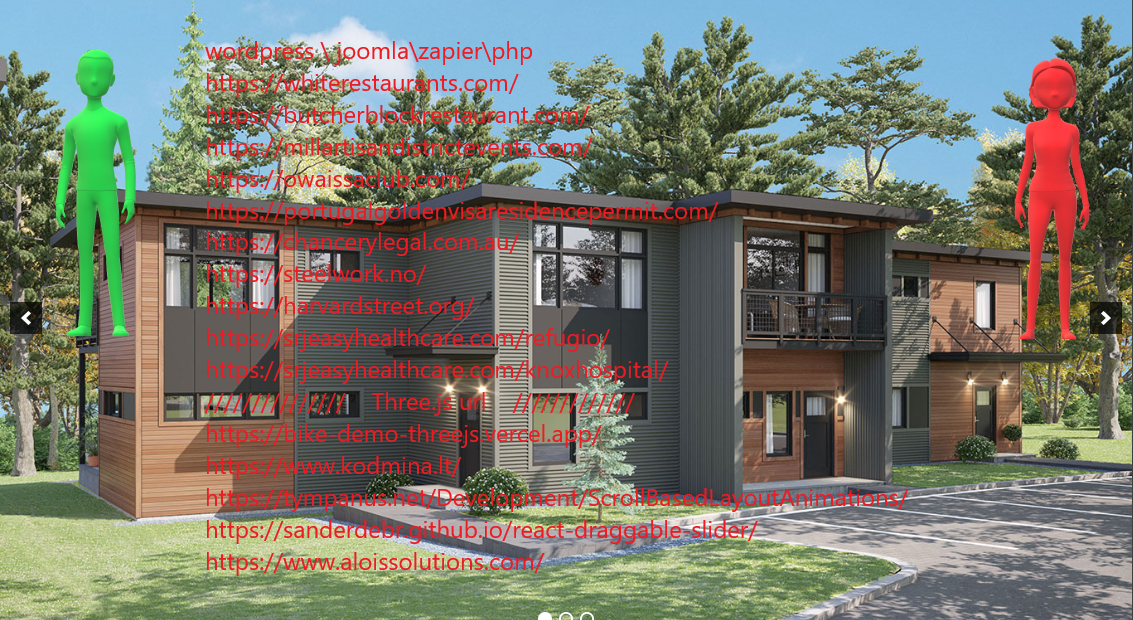 wordpress \ joomla\zapier\php
https://whiterestaurants.com/
https://butcherblockrestaurant.com/
https://millartisandistrictevents.com/
https://owaissaclub.com/
https://portugalgoldenvisaresidencepermit.com/
https://chancerylegal.com.au/
https://steelwork.no/
https://harvardstreet.org/
https://srjeasyhealthcare.com/refugio/
https://srjeasyhealthcare.com/knoxhospital/
/////////////// Three.js url ////////////
https://bike-demo-threejs.vercel.app/
https://www.kodmina.lt/
https://tympanus.net/Development/ScrollBasedLayoutAnimations/
https://sanderdebr.github.io/react-draggable-slider/
https://www.aloissolutions.com/